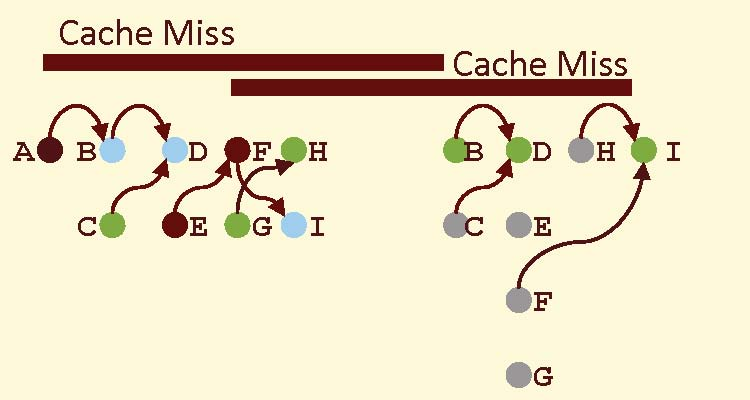 Cache Miss
Cache Miss
A B D F H B D H I
C E G I C E
F
G